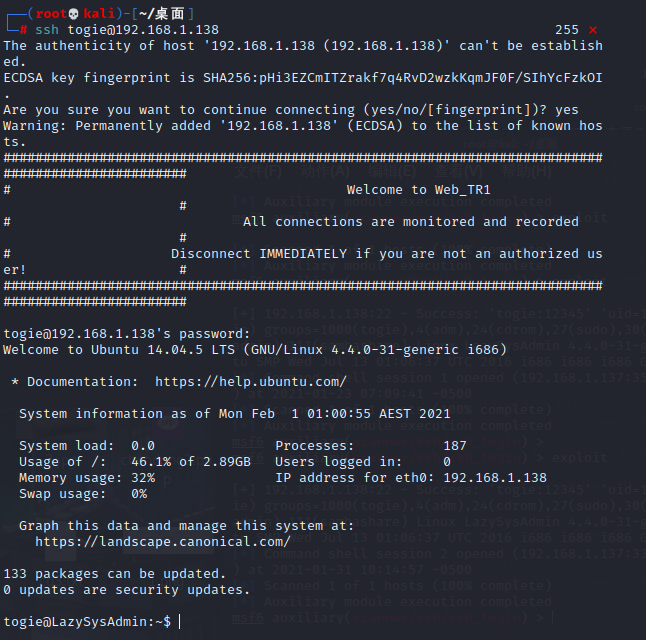 ┌──(root💀kali)-[~/桌面]
└─# ssh togie@192.168.1.138 255 ⨯
The authenticity of host '192.168.1.138 (192.168.1.138)' can't be establish
ed.
ECDSA key fingerprint is SHA256:pHi3EZCmITZrakf7q4RvD2wzkKqmJF0F/SIhYcFzkOI
.
Are you sure you want to continue connecting (yes/no/[fingerprint])? yes
Warning: Permanently added '192.168.1.138' (ECDSA) to the list of known hos
ts.
###########################################################################
#######################
# Welcome to Web_TR1
#
# All connections are monitored and recorded
#
# Disconnect IMMEDIATELY if you are not an authorized us
er! #
###########################################################################
#######################

togie@192.168.1.138's password:
Welcome to Ubuntu 14.04.5 LTS (GNU/Linux 4.4.0-31-generic i686)

* Documentation: https://help.ubuntu.com/

System information as of Mon Feb 1 01:00:55 AEST 2021

System load: 0.0 Processes: 187
Usage of /: 46.1% of 2.89GB Users logged in: 0
Memory usage: 32% IP address for eth0: 192.168.1.138
Swap usage: 0%

Graph this data and manage this system at:
https://landscape.canonical.com/

133 packages can be updated.
0 updates are security updates.

togie@LazySysAdmin:~$